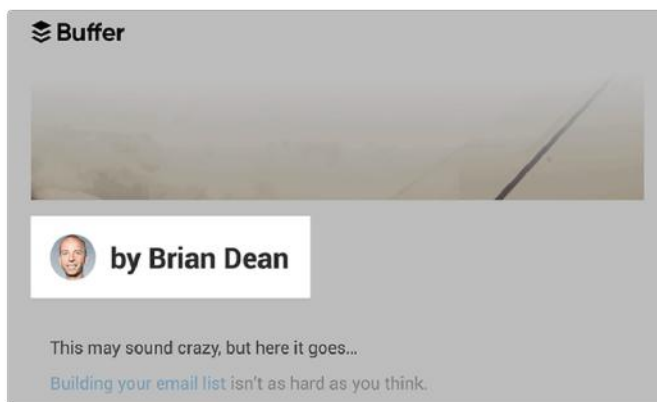 Buffer
by Brian Dean
This may sound crazy, but here it goes...
Building your email list isn't as hard as you think.